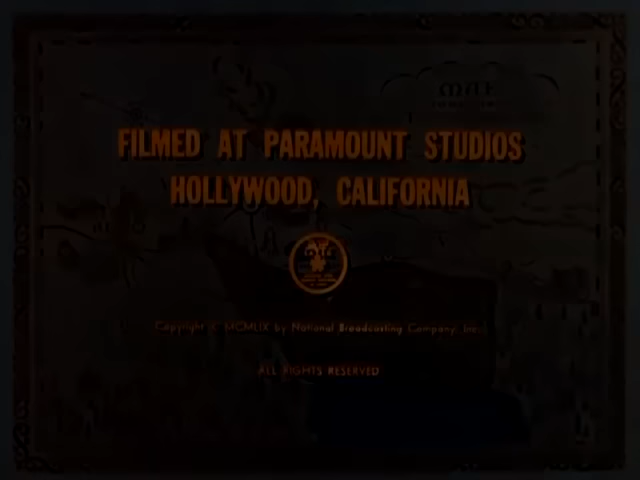 FILMED AT PARAMOUNT STUDIOS
HOLLYWOOD, CALIFORNIA
Copyright © MCMLIX by National Broadcasting Company, Inc.
ALL RIGHTS RESERVED